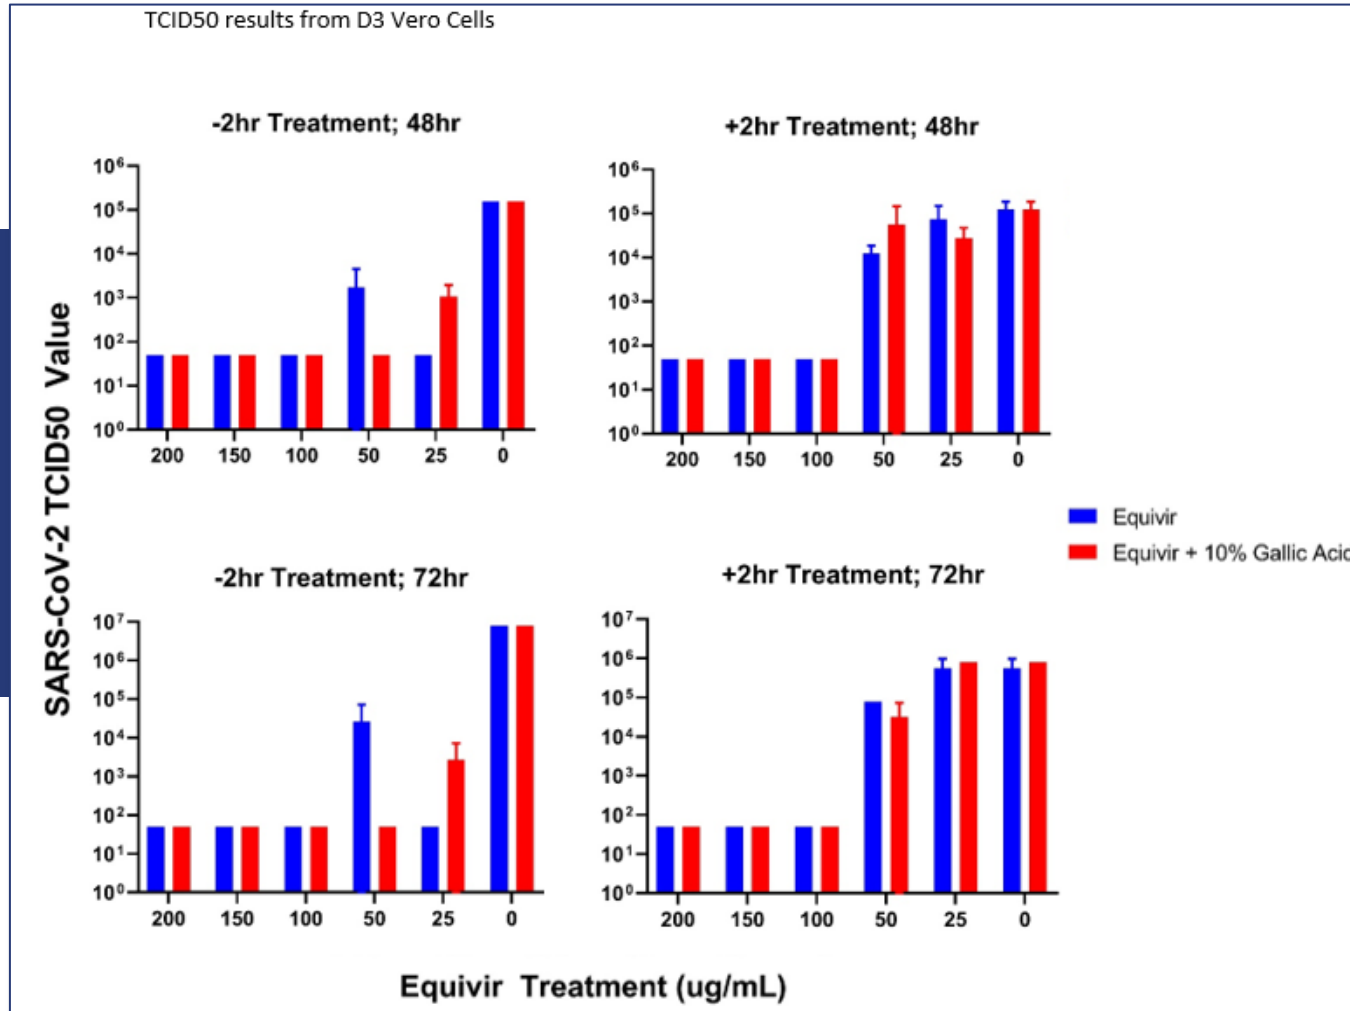 TCID50 results from D3 Vero Cells
-2hr Treatment; 48hr
10⁶
10⁵
10⁴
10³
10²
10¹
10⁰
200 150 100 50 25 0
+2hr Treatment; 48hr
10⁶
10⁵
10⁴
10³
10²
10¹
10⁰
200 150 100 50 25 0
SARS-CoV-2 TCID50 Value
Equivir
Equivir + 10% Gallic Acid
-2hr Treatment; 72hr
10⁷
10⁶
10⁵
10⁴
10³
10²
10¹
10⁰
200 150 100 50 25 0
+2hr Treatment; 72hr
10⁷
10⁶
10⁵
10⁴
10³
10²
10¹
10⁰
200 150 100 50 25 0
Equivir Treatment (ug/mL)